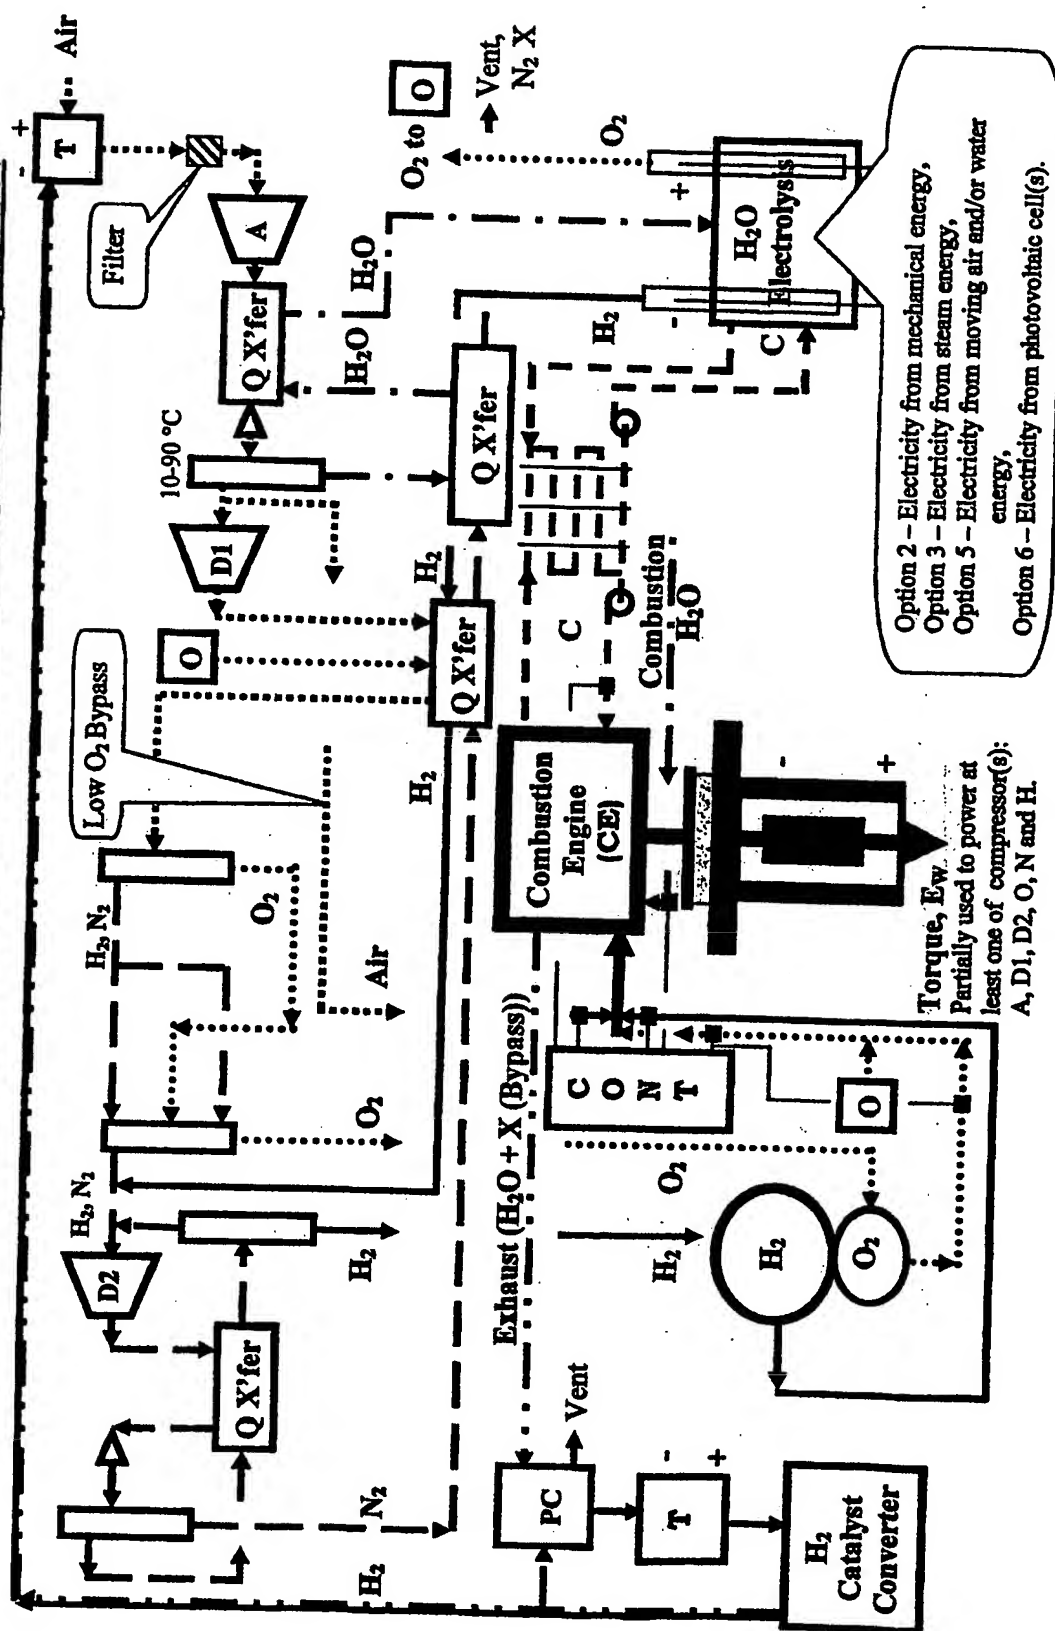 Air
+
-
T
Filter
A
Q X'fer
H₂O
H₂O
10-90 °C
D1
O
Low O₂ Bypass
Q X'fer
H₂
H₂
Q X'fer
O₂ to O
Vent,
N₂ X
O₂
+
-
H₂O
Electrolysis
H₂
C
C
Combustion
H₂O
H₂, N₂
O₂
Air
H₂, N₂
O₂
D2
H₂
Q X'fer
N₂
H₂
Combustion
Engine
(CE)
Exhaust (H₂O + X (Bypass))
C
O
N
T
O₂
H₂
H₂
O₂
O
PC
Vent
T
-
+
H₂
Catalyst
Converter
-
+
Torque, Ew
Partially used to power at
least one of compressor(s):
A, D1, D2, O, N and H.
Option 2 – Electricity from mechanical energy,
Option 3 – Electricity from steam energy,
Option 5 – Electricity from moving air and/or water
energy,
Option 6 – Electricity from photovoltaic cell(s).